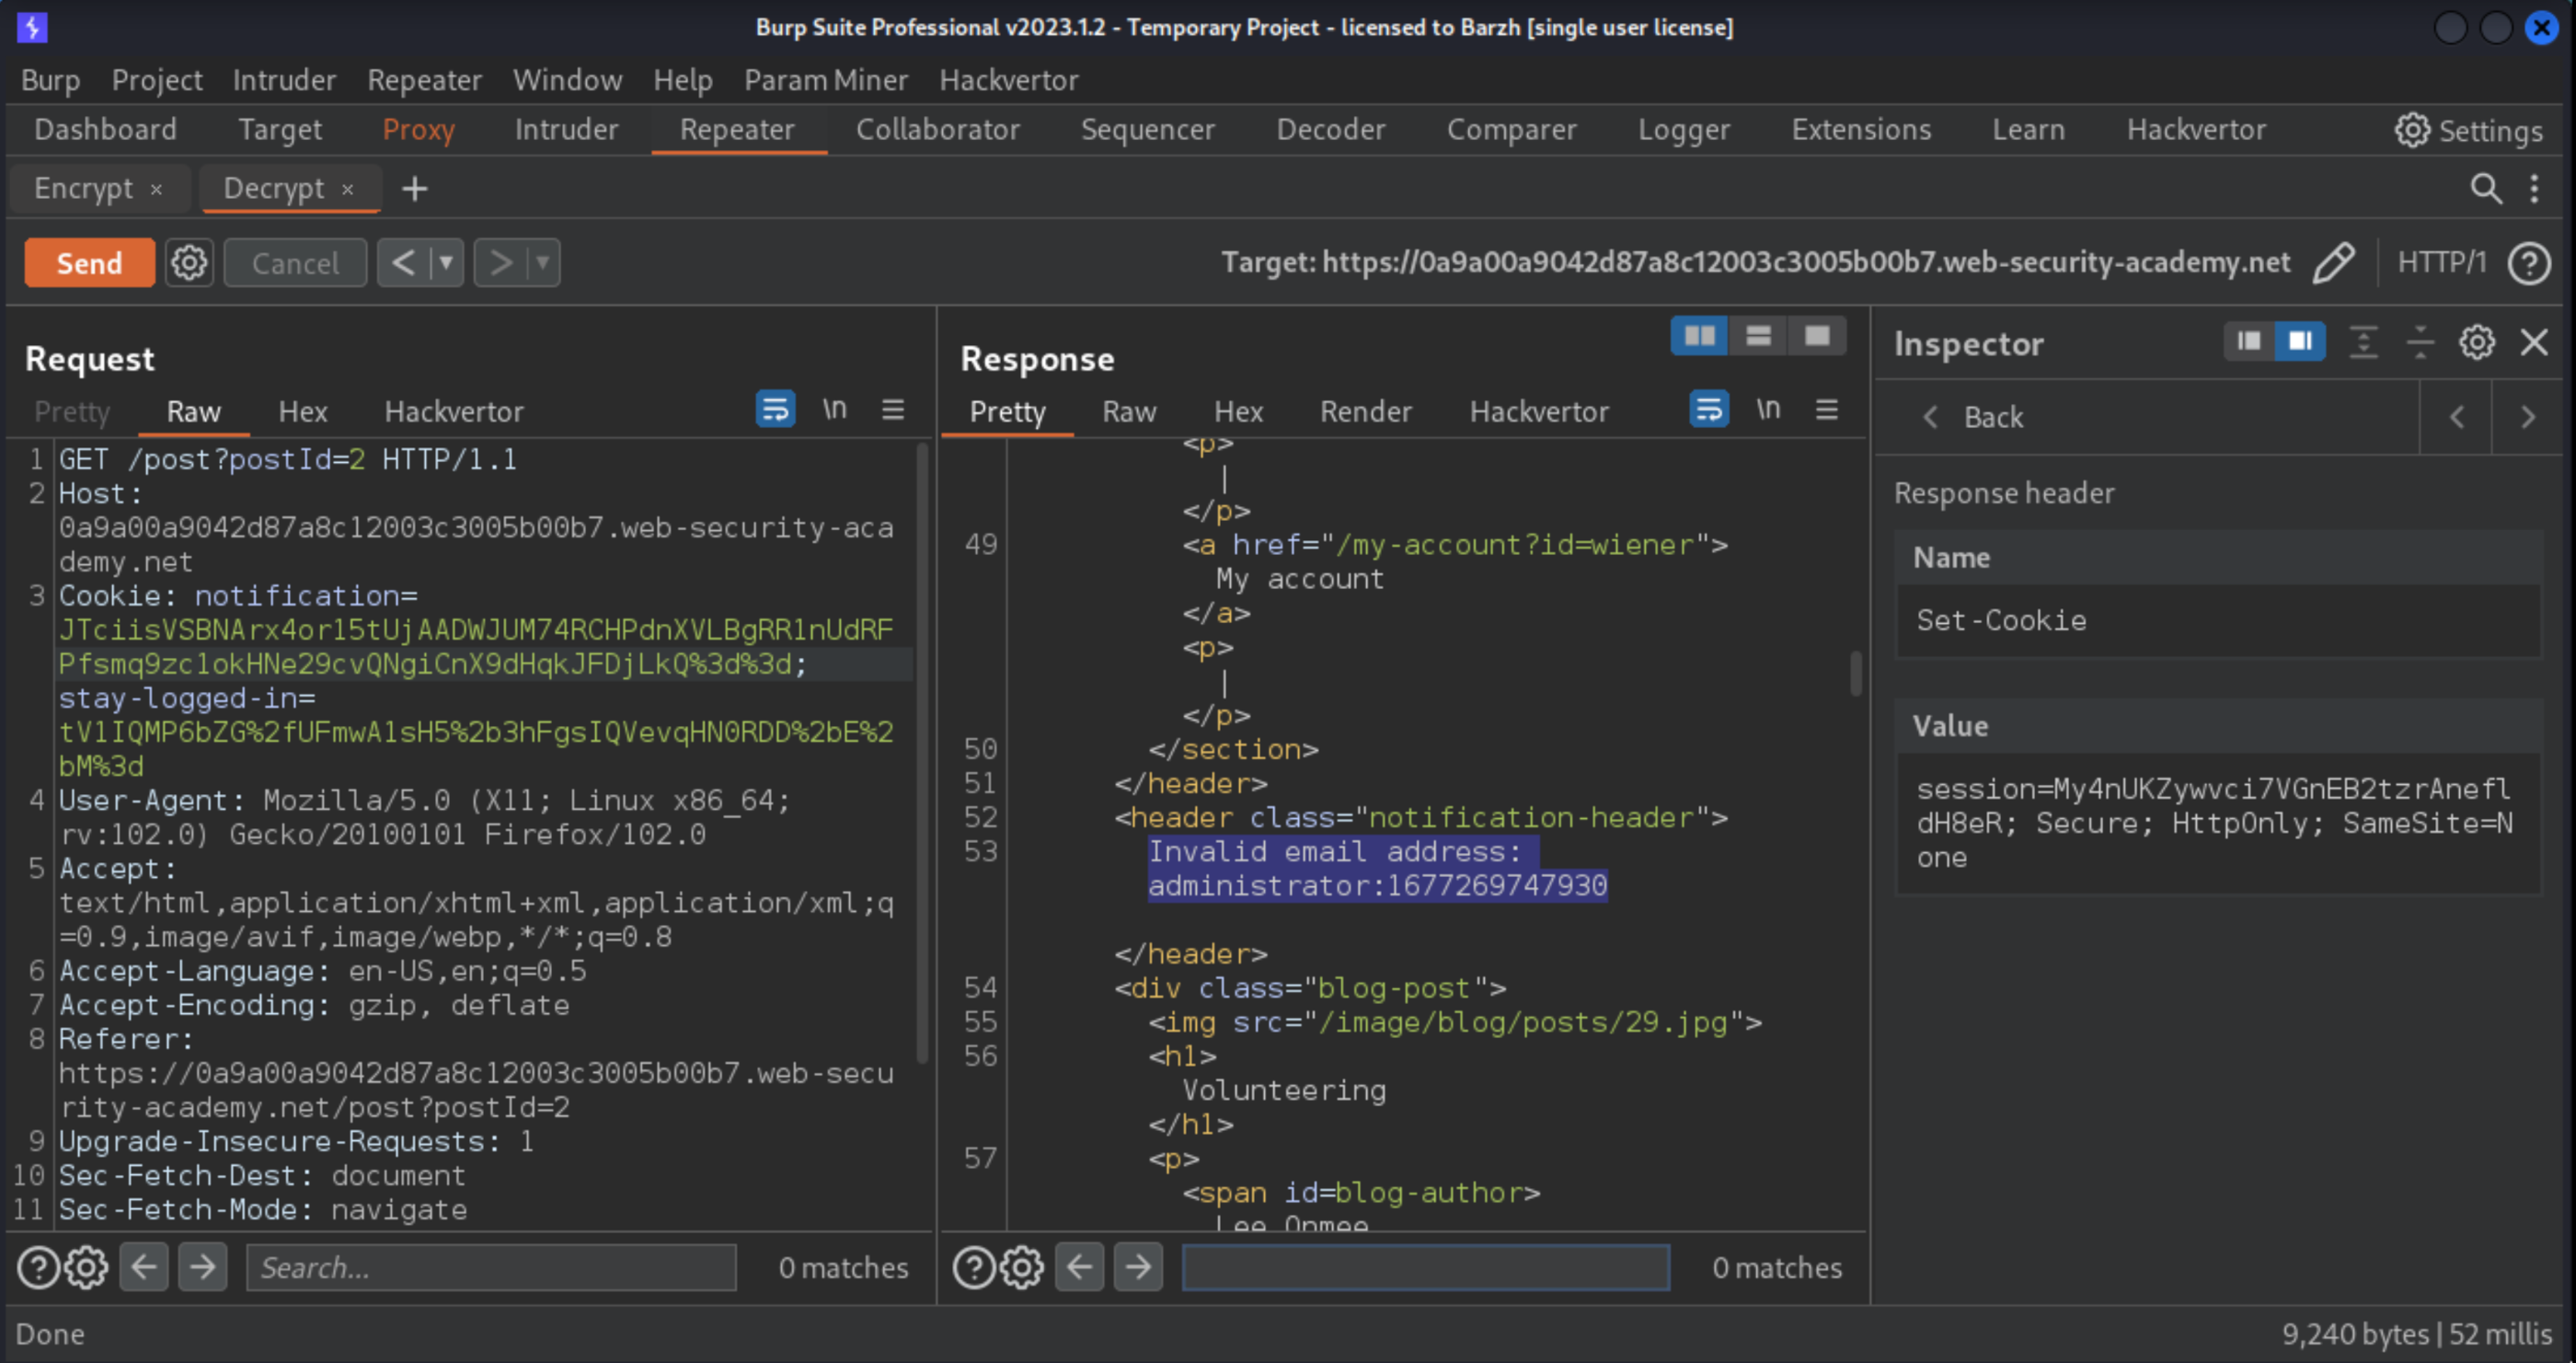 Burp Suite Professional v2023.1.2 - Temporary Project - licensed to Barzh [single user license]
Burp Project Intruder Repeater Window Help Param Miner Hackvertor
Dashboard Target Proxy Intruder Repeater Collaborator Sequencer Decoder Comparer Logger Extensions Learn Hackvertor Settings
Encrypt × Decrypt × +
Send Cancel < > Target: https://0a9a00a9042d87a8c12003c3005b00b7.web-security-academy.net HTTP/1 ?
Request
Pretty Raw Hex Hackvertor \n
1 GET /post?postId=2 HTTP/1.1
2 Host:
0a9a00a9042d87a8c12003c3005b00b7.web-security-aca
demy.net
3 Cookie: notification=
JTciisVSBNArx4or15tUjAADWJUM74RCHPdnXVLBgRR1nUdRF
Pfsmq9zc1okHNe29cvQNgiCnX9dHqkJFDjLkQ%3d%3d;
stay-logged-in=
tV1IQMP6bZG%2fUFmwA1sH5%2b3hFgsIQVevqHN0RDD%2bE%2
bM%3d
4 User-Agent: Mozilla/5.0 (X11; Linux x86_64;
rv:102.0) Gecko/20100101 Firefox/102.0
5 Accept:
text/html,application/xhtml+xml,application/xml;q
=0.9,image/avif,image/webp,*/*;q=0.8
6 Accept-Language: en-US,en;q=0.5
7 Accept-Encoding: gzip, deflate
8 Referer:
https://0a9a00a9042d87a8c12003c3005b00b7.web-secu
rity-academy.net/post?postId=2
9 Upgrade-Insecure-Requests: 1
10 Sec-Fetch-Dest: document
11 Sec-Fetch-Mode: navigate
? Search... 0 matches
Response
Pretty Raw Hex Render Hackvertor \n
<p>
|
</p>
49 <a href="/my-account?id=wiener">
My account
</a>
<p>
|
</p>
50 </section>
51 </header>
52 <header class="notification-header">
53 Invalid email address:
administrator:1677269747930
</header>
54 <div class="blog-post">
55 <img src="/image/blog/posts/29.jpg">
56 <h1>
Volunteering
</h1>
57 <p>
<span id=blog-author>
Lee Onmee
? 0 matches
Inspector
< Back < >
Response header
Name
Set-Cookie
Value
session=My4nUKZywvci7VGnEB2tzrAnefl
dH8eR; Secure; HttpOnly; SameSite=N
one
Done
9,240 bytes | 52 millis